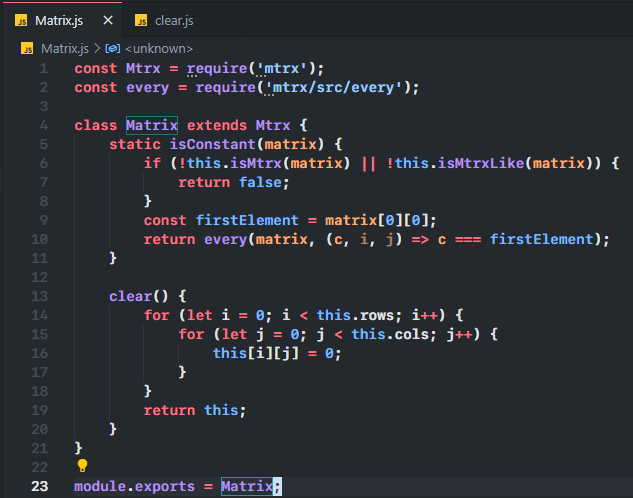 JS Matrix.js × JS clear.js
JS Matrix.js > <unknown>
1 const Mtrx = require('mtrx');
2 const every = require('mtrx/src/every');
3
4 class Matrix extends Mtrx {
5 static isConstant(matrix) {
6 if (!this.isMtrx(matrix) || !this.isMtrxLike(matrix)) {
7 return false;
8 }
9 const firstElement = matrix[0][0];
10 return every(matrix, (c, i, j) => c === firstElement);
11 }
12
13 clear() {
14 for (let i = 0; i < this.rows; i++) {
15 for (let j = 0; j < this.cols; j++) {
16 this[i][j] = 0;
17 }
18 }
19 return this;
20 }
21 }
22
23 module.exports = Matrix;